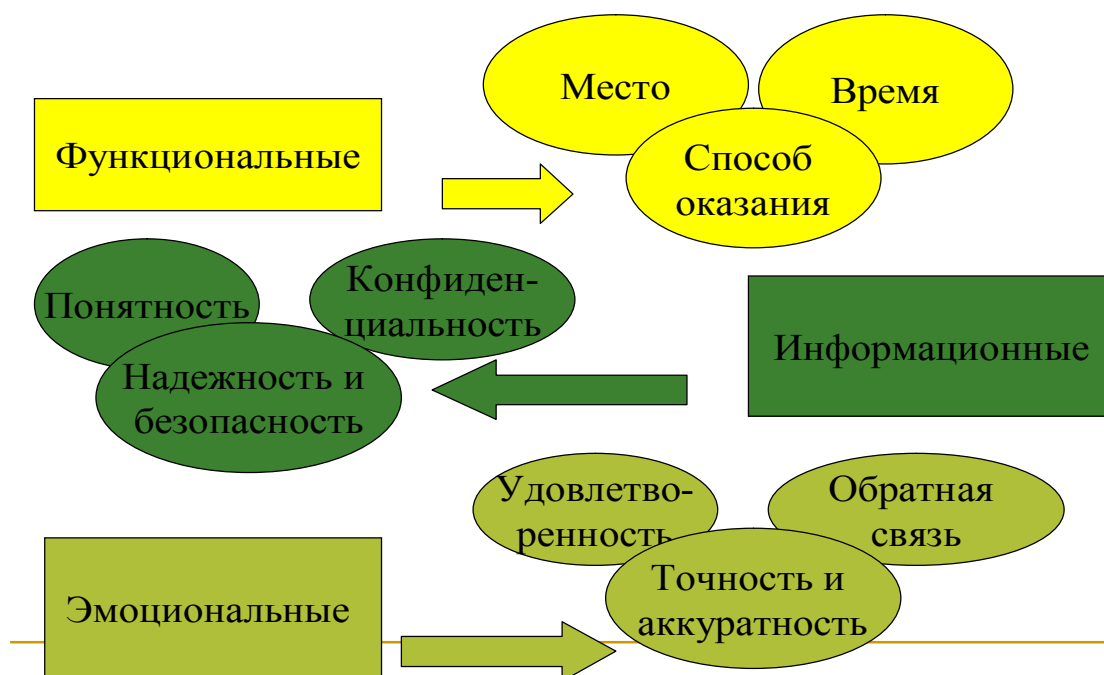 Место
Время
Функциональные
Способ
оказания
Понятность
Конфиден-
циальность
Информационные
Надежность и
безопасность
Удовлетво-
ренность
Обратная
связь
Эмоциональные
Точность и
аккуратность